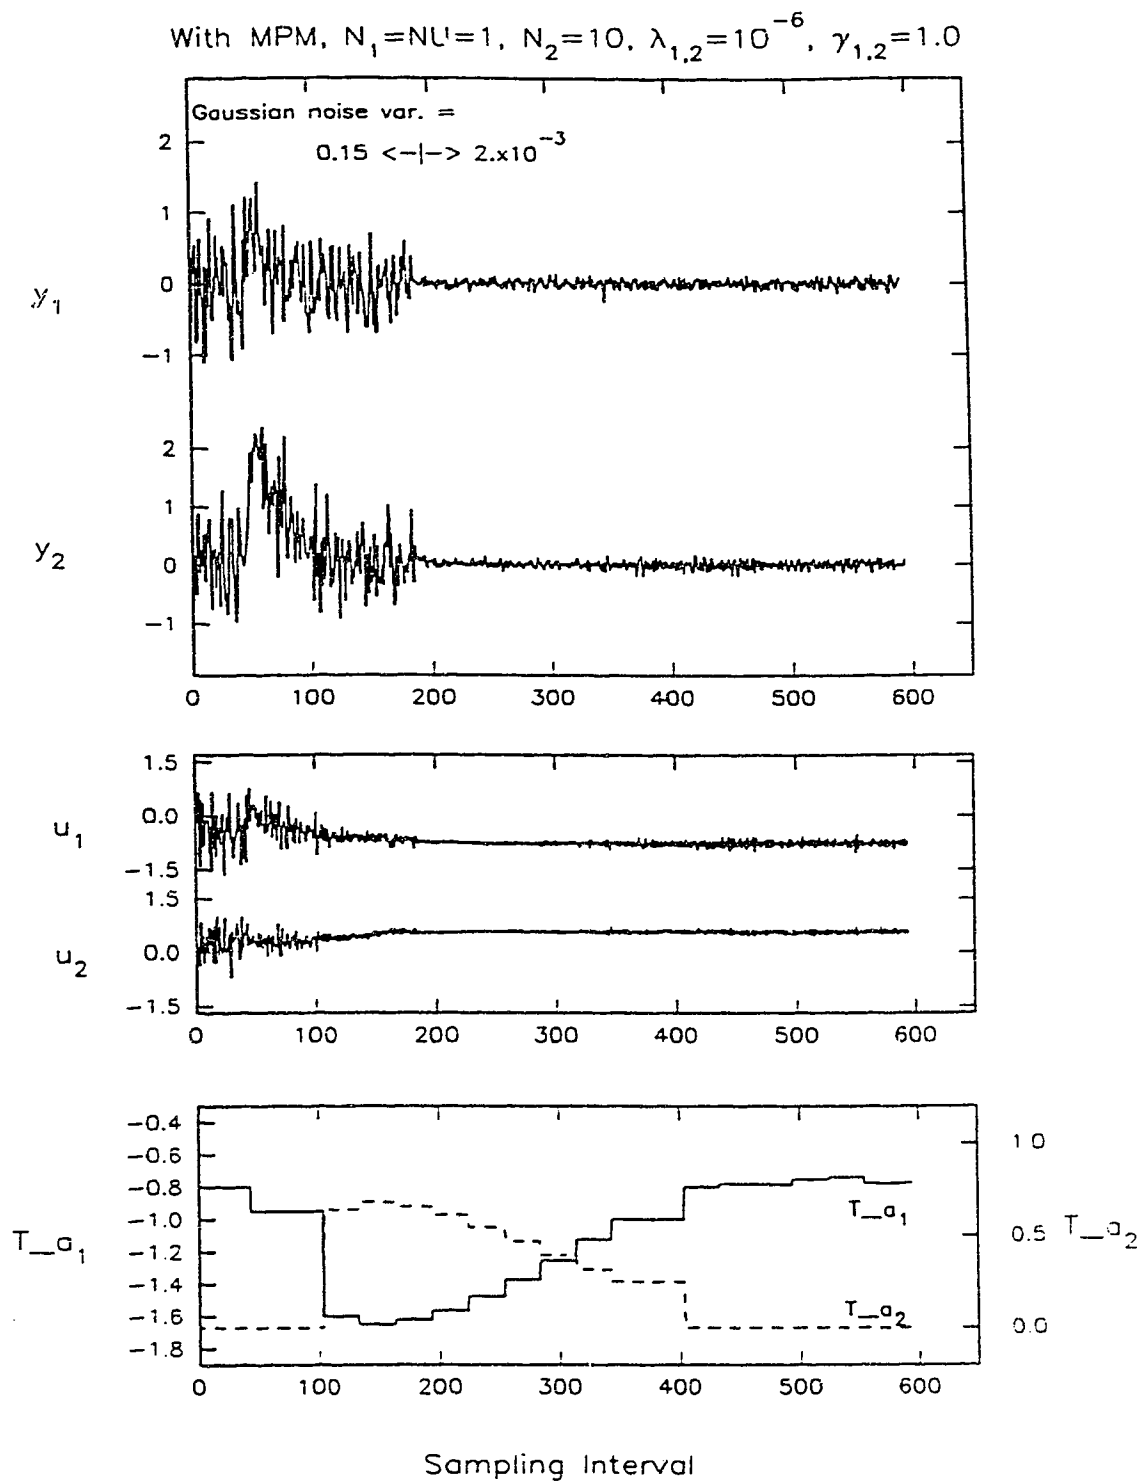 With MPM, N₁=NU=1, N₂=10, λ₁,₂=10⁻⁶, γ₁,₂=1.0
Gaussian noise var. =
0.15 <-|-> 2.x10⁻³
2
1
0
-1
y₁
2
1
0
-1
y₂
0 100 200 300 400 500 600
1.5
0.0
-1.5
u₁
1.5
0.0
-1.5
u₂
0 100 200 300 400 500 600
-0.4
-0.6
-0.8
-1.0
-1.2
-1.4
-1.6
-1.8
T_a₁
1.0
0.5
0.0
T_a₂
T_a₁
T_a₂
0 100 200 300 400 500 600
Sampling Interval